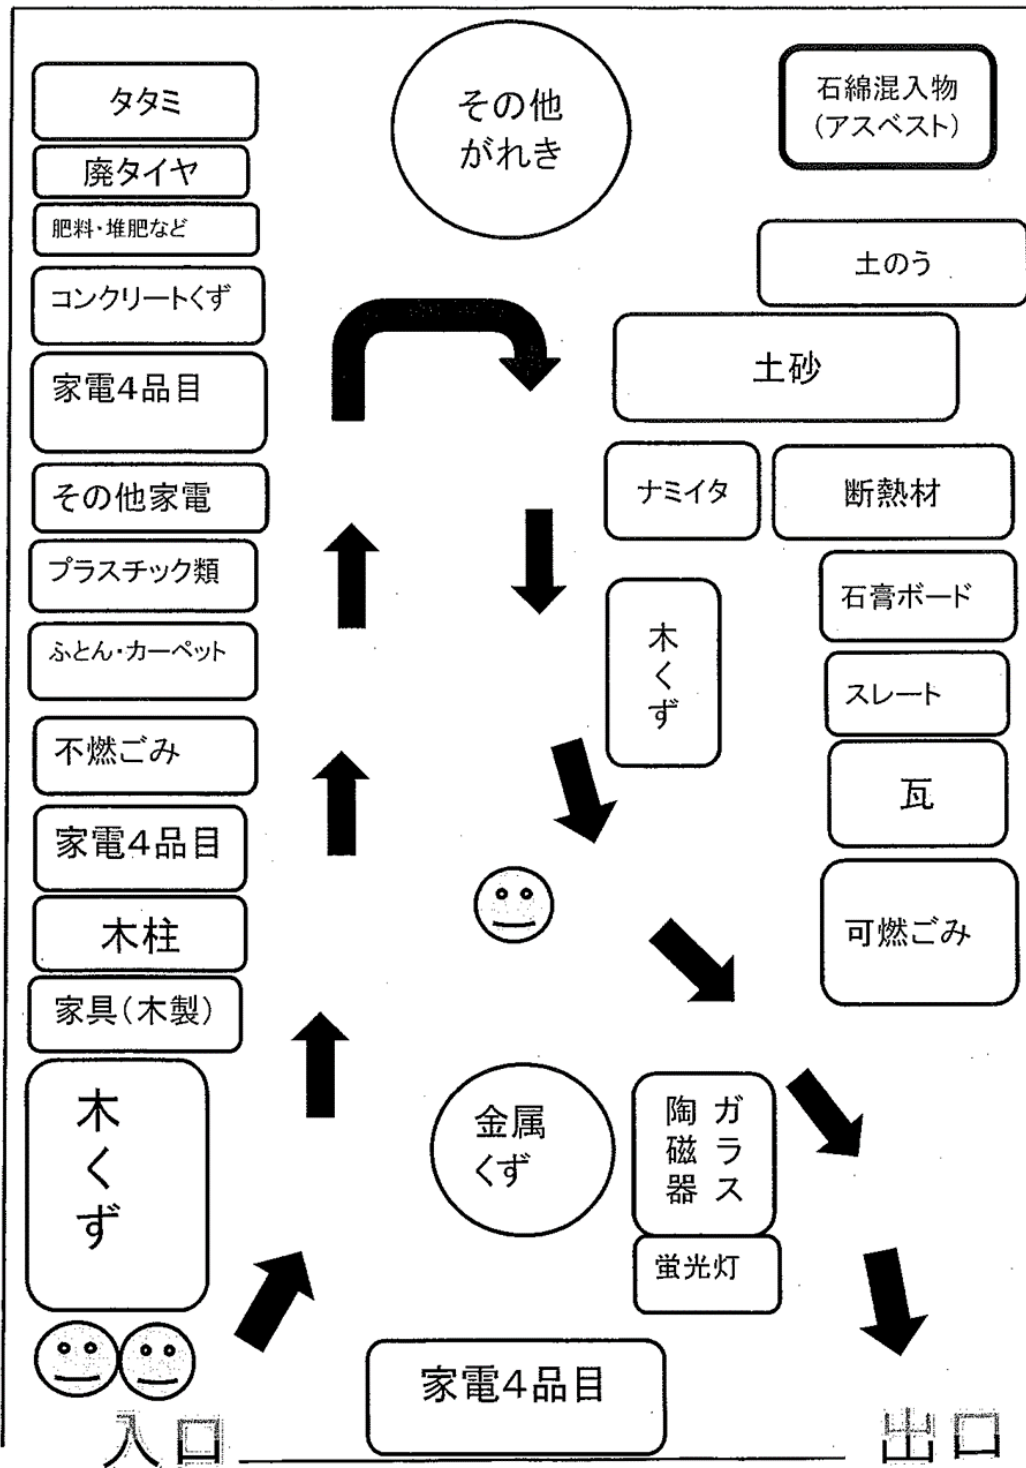 タタミ
廃タイヤ
肥料・堆肥など
コンクリートくず
家電4品目
その他家電
プラスチック類
ふとん・カーペット
不燃ごみ
家電4品目
木柱
家具(木製)
木くず
入口
その他
がれき
石綿混入物
(アスベスト)
土のう
土砂
ナミイタ
断熱材
木くず
石膏ボード
スレート
瓦
可燃ごみ
金属
くず
ガラス
陶磁器
蛍光灯
家電4品目
出口